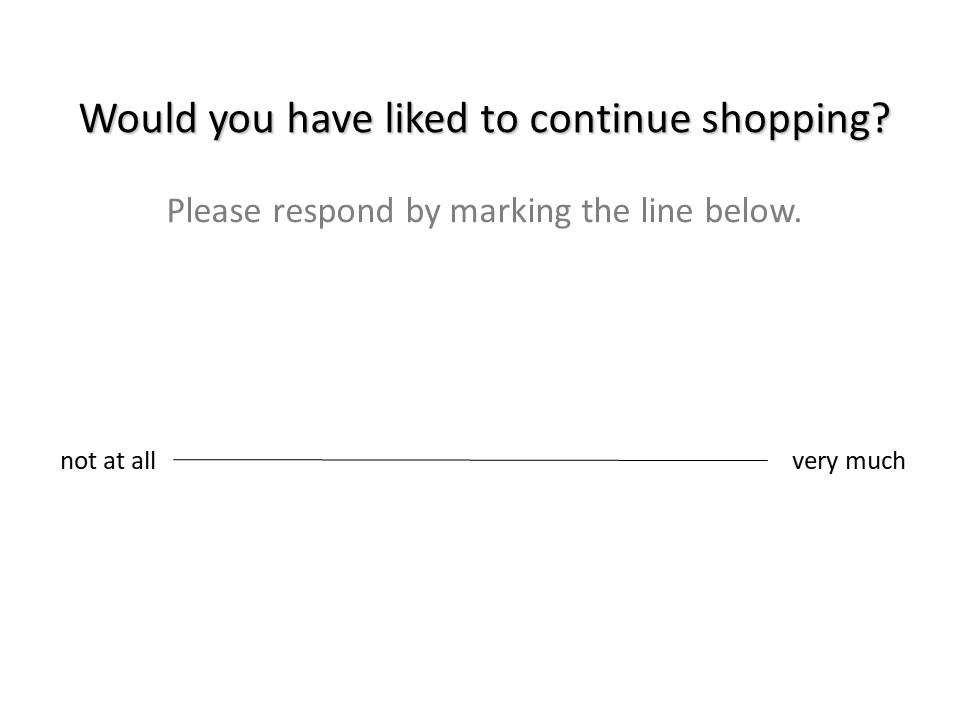 Would you have liked to continue shopping?
Please respond by marking the line below.
not at all very much